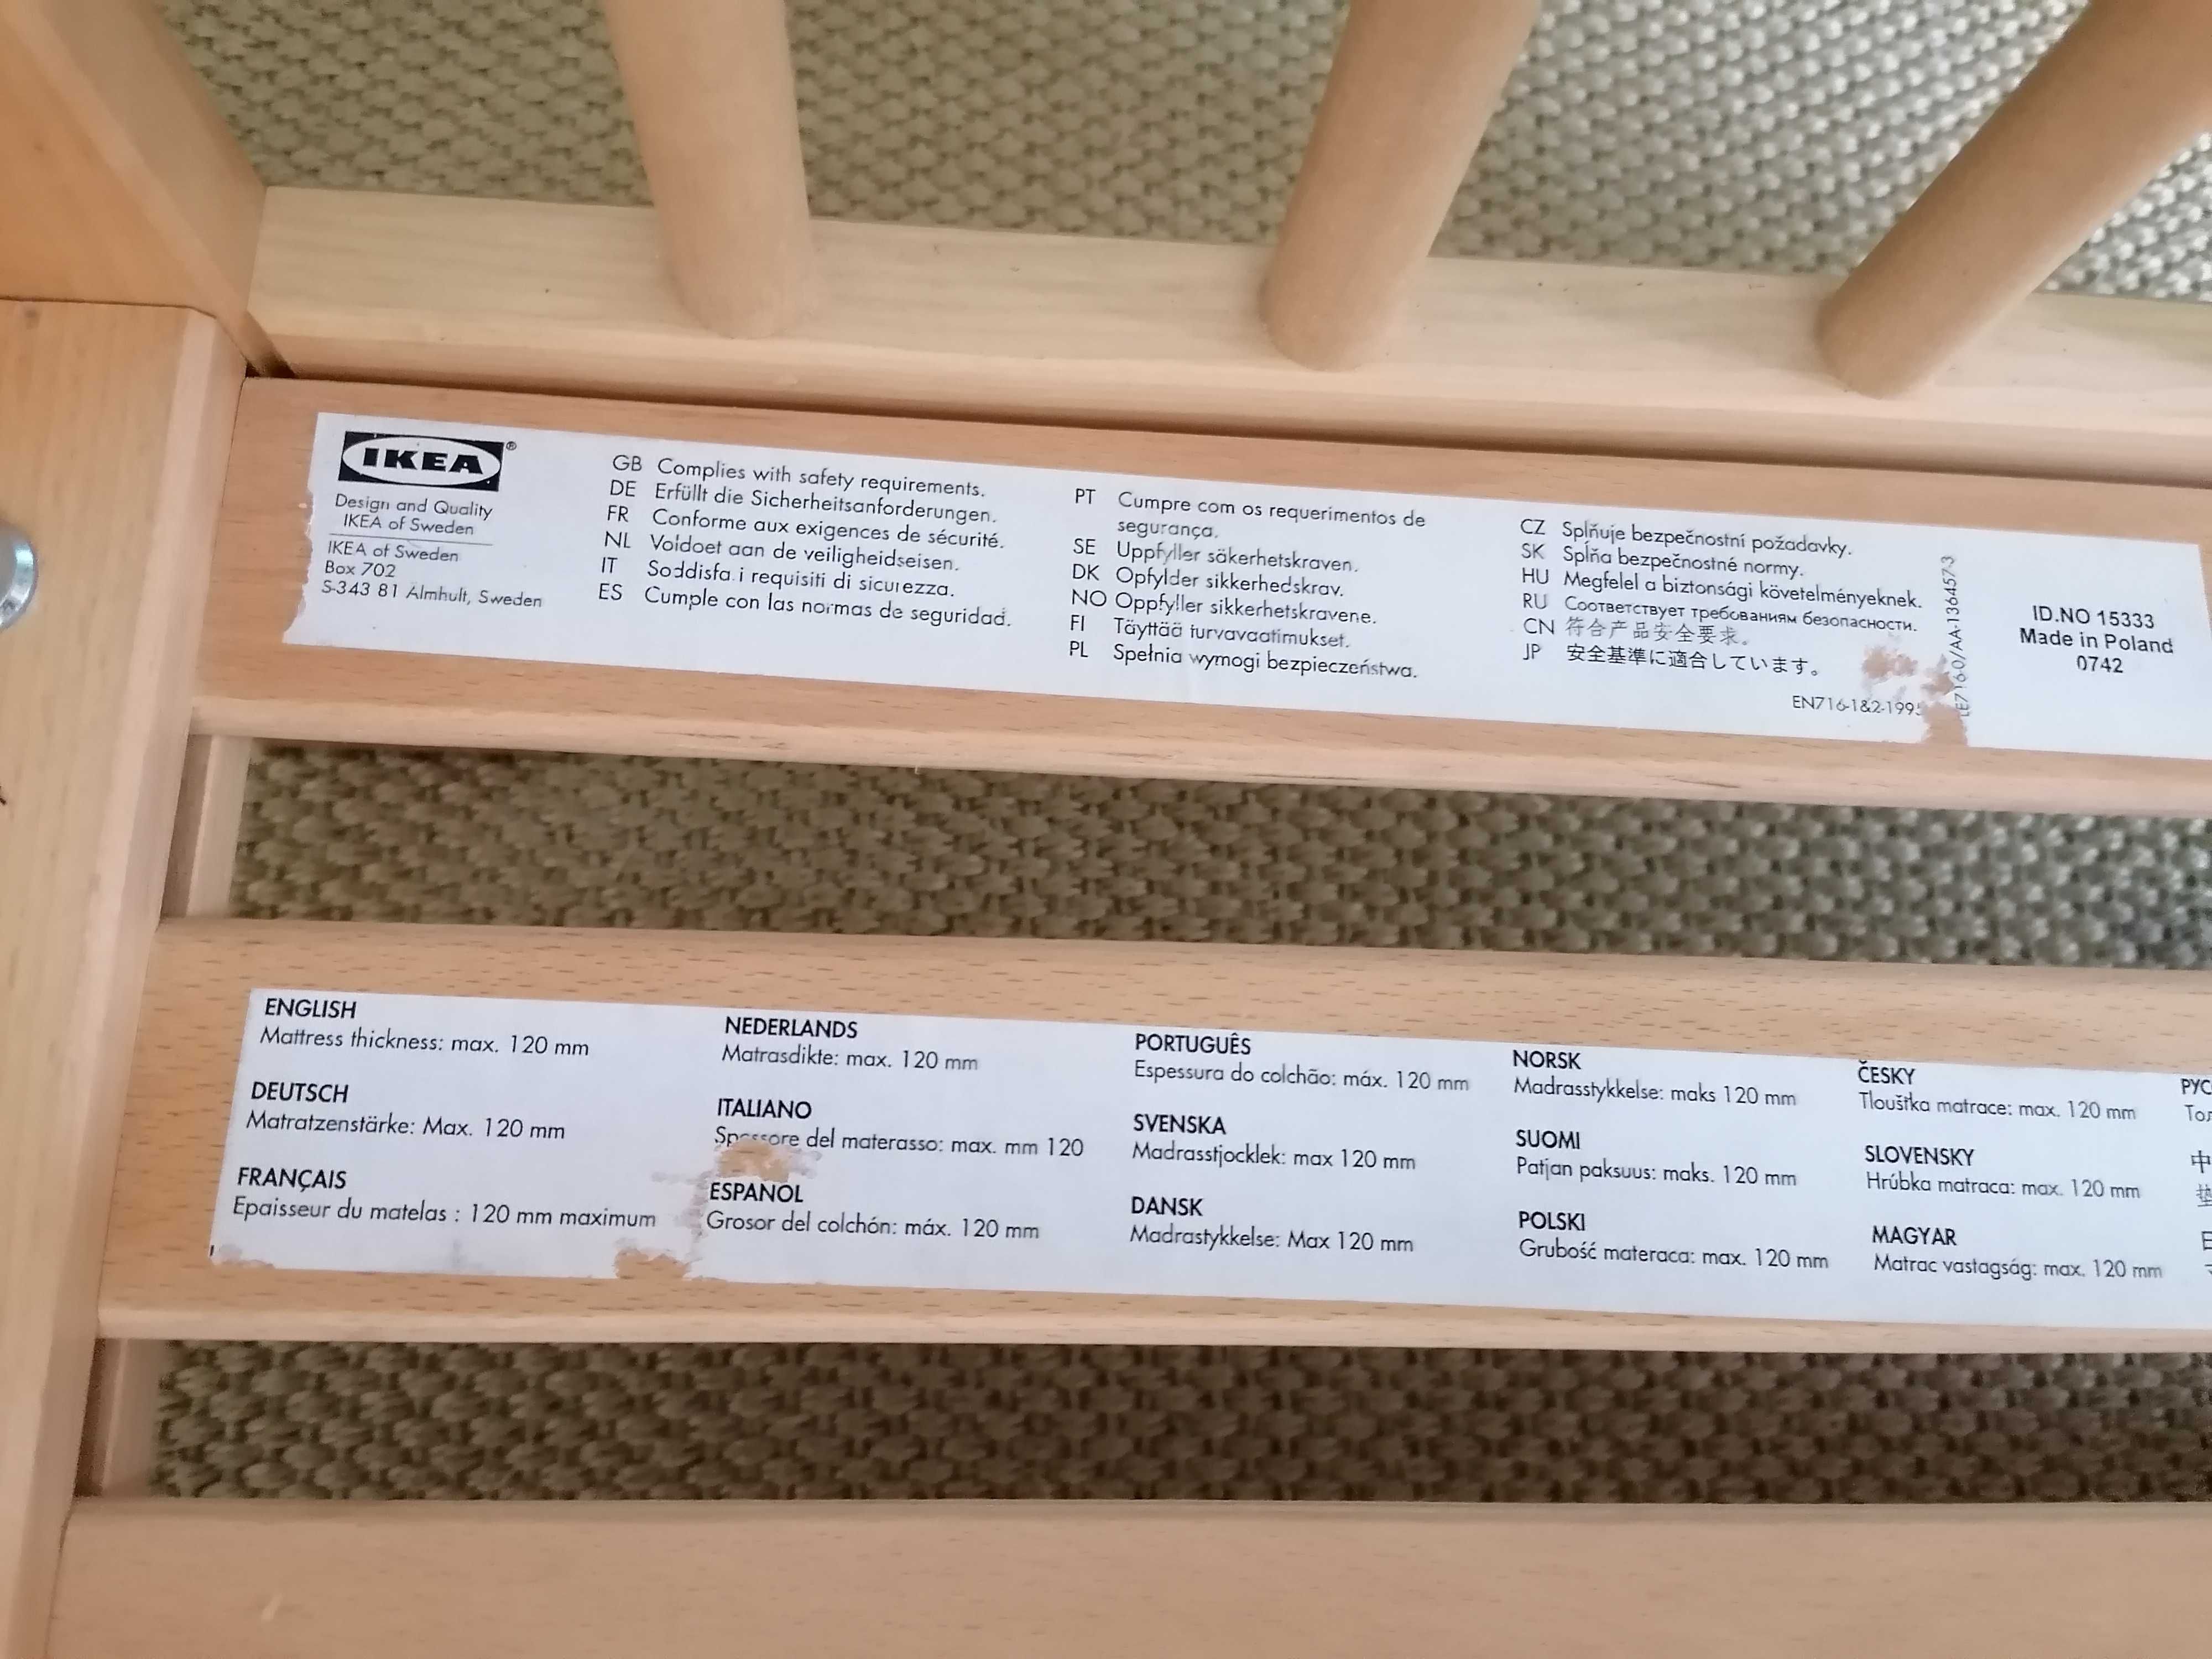 IKEA®
Design and Quality
IKEA of Sweden
IKEA of Sweden
Box 702
S-343 81 Älmhult, Sweden
GB Complies with safety requirements.
DE Erfüllt die Sicherheitsanforderungen.
FR Conforme aux exigences de sécurité.
NL Voldoet aan de veiligheidseisen.
IT Soddisfa i requisiti di sicurezza.
ES Cumple con las normas de seguridad.
PT Cumpre com os requerimentos de
segurança.
SE Uppfyller säkerhetskraven.
DK Opfylder sikkerhedskrav.
NO Oppfyller sikkerhetskravene.
FI Täyttää turvavaatimukset.
PL Spełnia wymogi bezpieczeństwa.
CZ Splňuje bezpečnostní požadavky.
SK Spĺňa bezpečnostné normy.
HU Megfelel a biztonsági követelményeknek.
RU Соответствует требованиям безопасности.
CN 符合产品安全要求。
JP 安全基準に適合しています。
EN716-1&2-1995
AA-136457-3
ID.NO 15333
Made in Poland
0742
ENGLISH
Mattress thickness: max. 120 mm
DEUTSCH
Matratzenstärke: Max. 120 mm
FRANÇAIS
Epaisseur du matelas : 120 mm maximum
NEDERLANDS
Matrasdikte: max. 120 mm
ITALIANO
Spessore del materasso: max. mm 120
ESPAÑOL
Grosor del colchón: máx. 120 mm
PORTUGUÊS
Espessura do colchão: máx. 120 mm
SVENSKA
Madrasstjocklek: max 120 mm
DANSK
Madrastykkelse: Max 120 mm
NORSK
Madrasstykkelse: maks 120 mm
SUOMI
Patjan paksuus: maks. 120 mm
POLSKI
Grubość materaca: max. 120 mm
ČESKY
Tloušťka matrace: max. 120 mm
SLOVENSKY
Hrúbka matraca: max. 120 mm
MAGYAR
Matrac vastagság: max. 120 mm